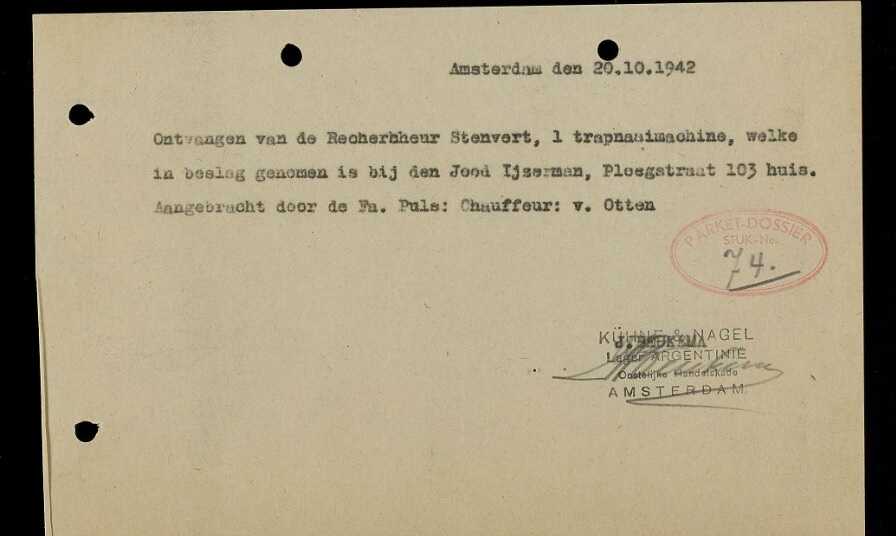 Amsterdam den 20.10.1942
Ontvangen van de Recherbheur Stenvert, 1 trapnaaimachine, welke
in beslag genomen is bij den Jood Ijzerman, Ploegstraat 103 huis.
Aangebracht door de Fa. Puls: Chauffeur: v. Otten
PARKET-DOSSIER
STUK-No.
74.
KÜHNE & NAGEL
Lager ARGENTINIË
Oostelijke Handelskade
AMSTERDAM